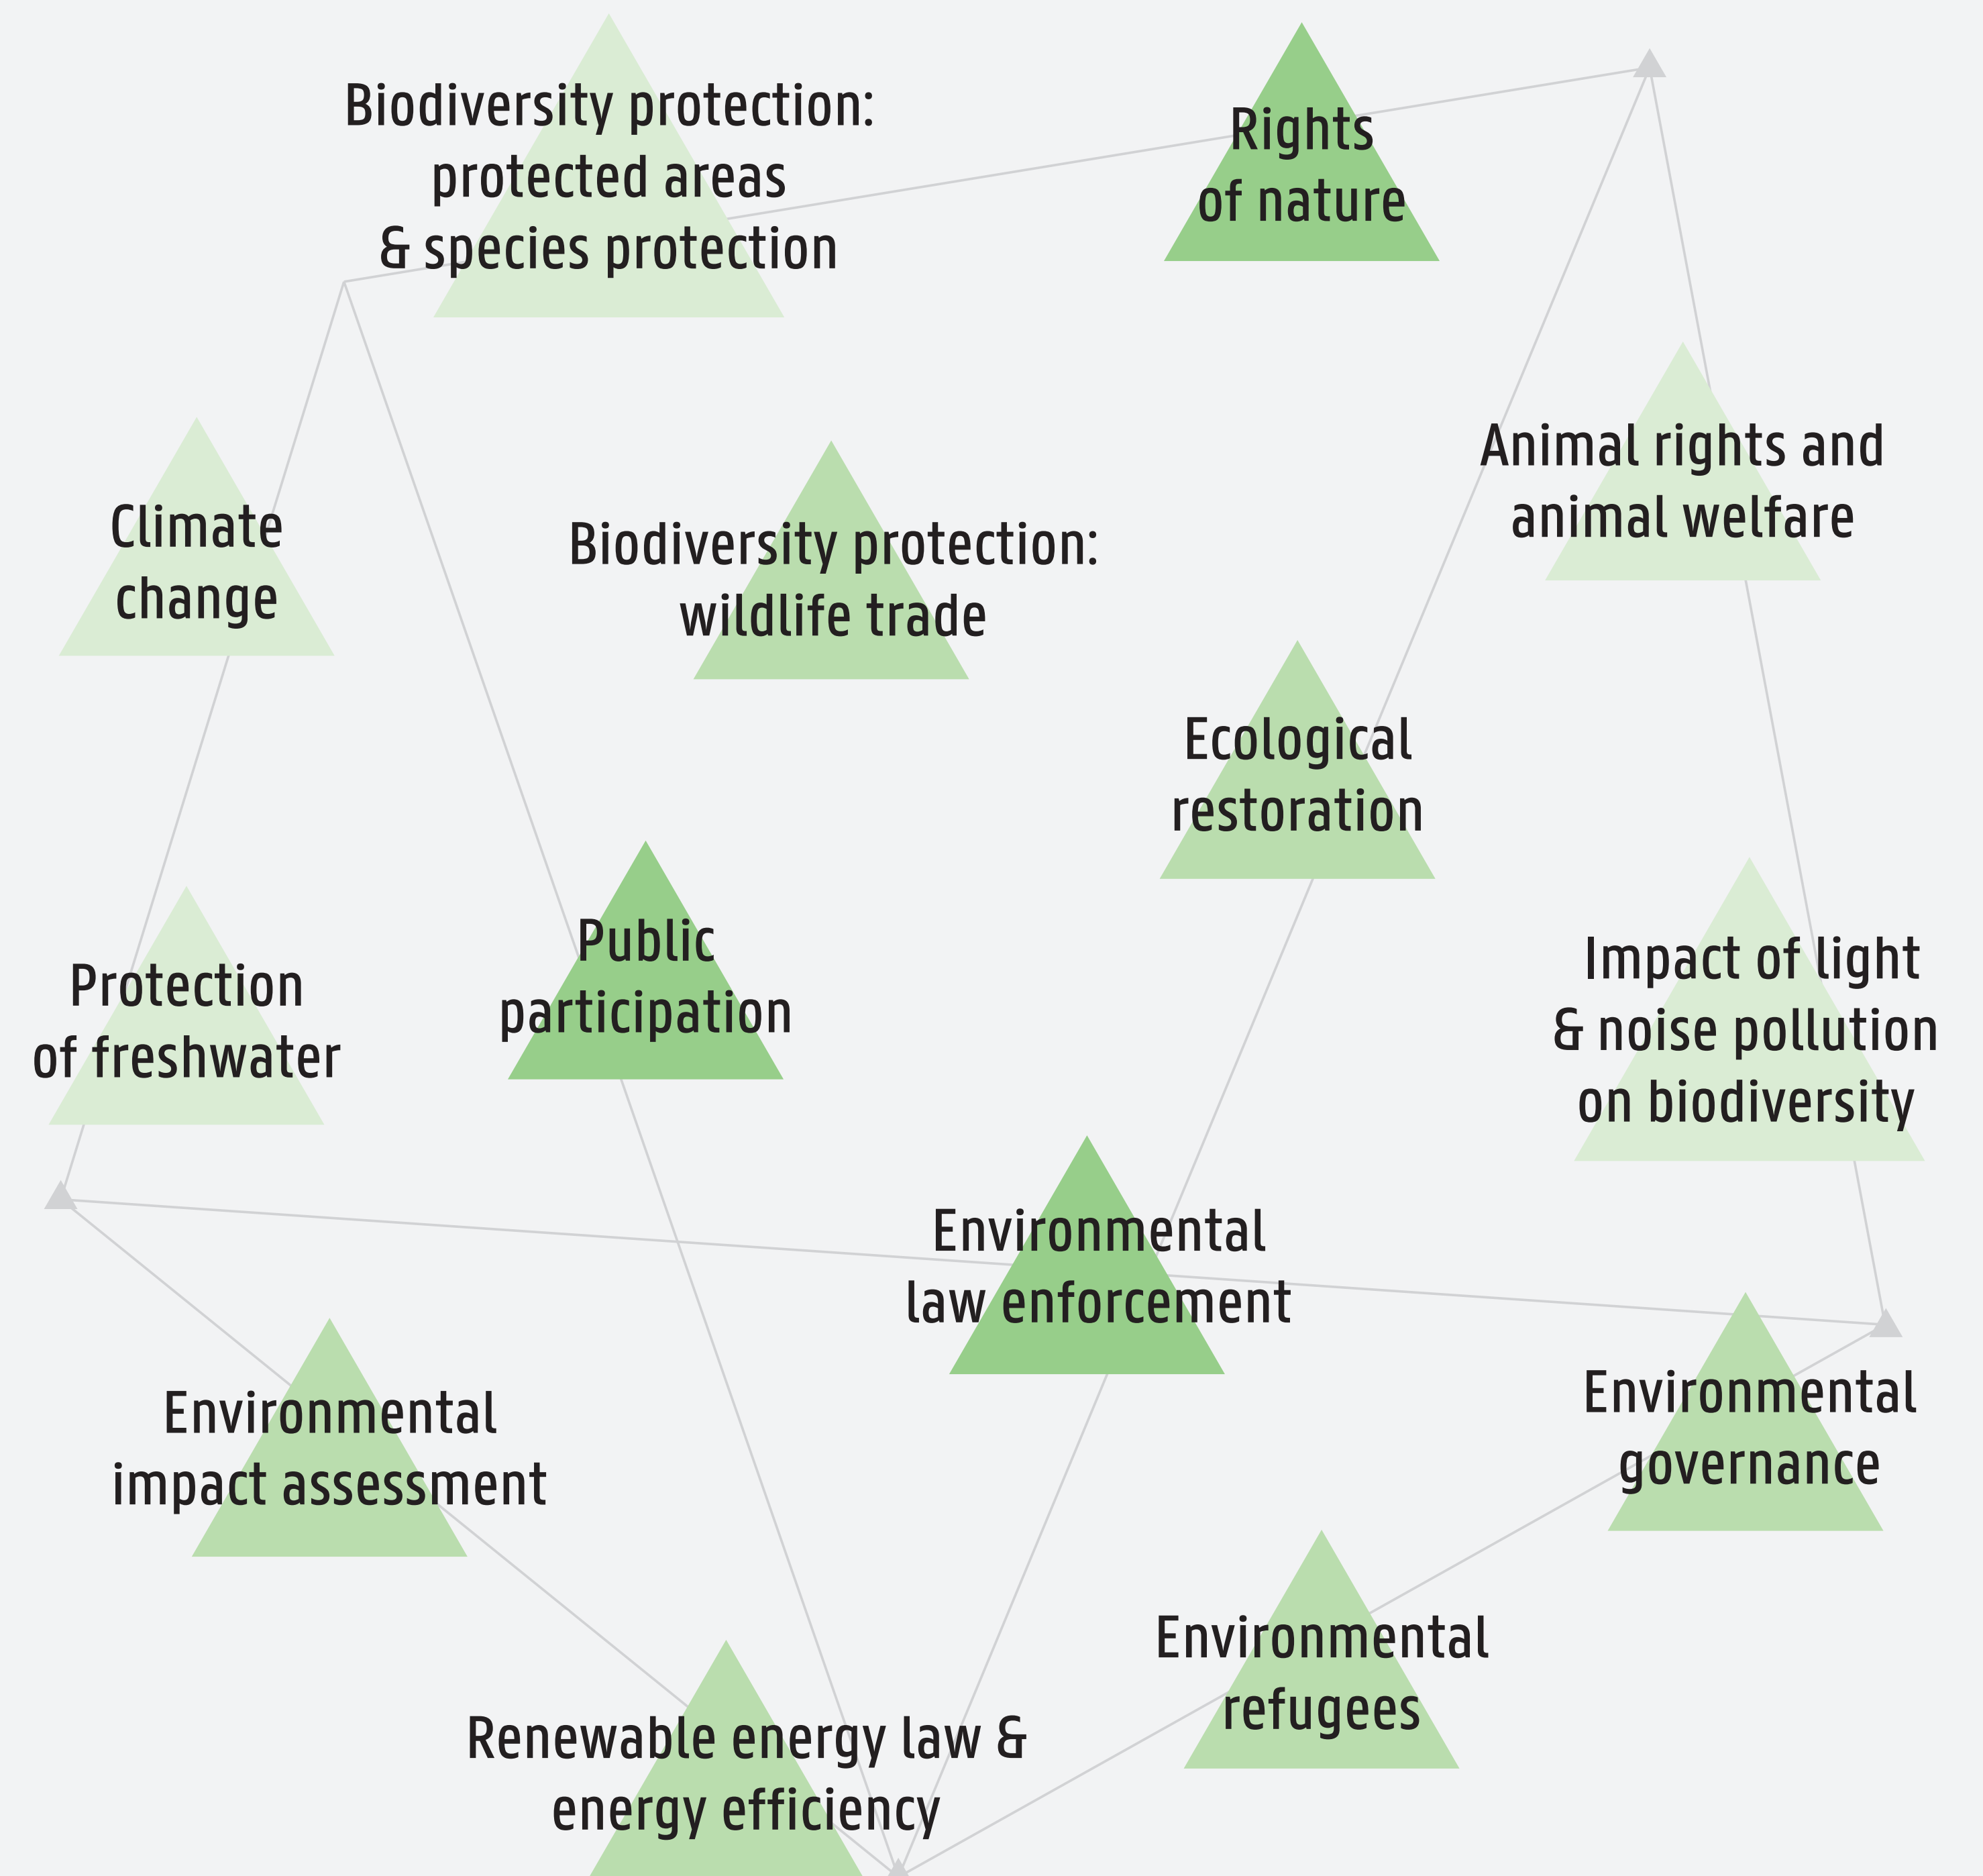 Biodiversity protection:
protected areas
& species protection
Rights
of nature
Animal rights and
animal welfare
Climate
change
Biodiversity protection:
wildlife trade
Ecological
restoration
Public
participation
Protection
of freshwater
Impact of light
& noise pollution
on biodiversity
Environmental
law enforcement
Environmental
impact assessment
Environmental
governance
Environmental
refugees
Renewable energy law &
energy efficiency